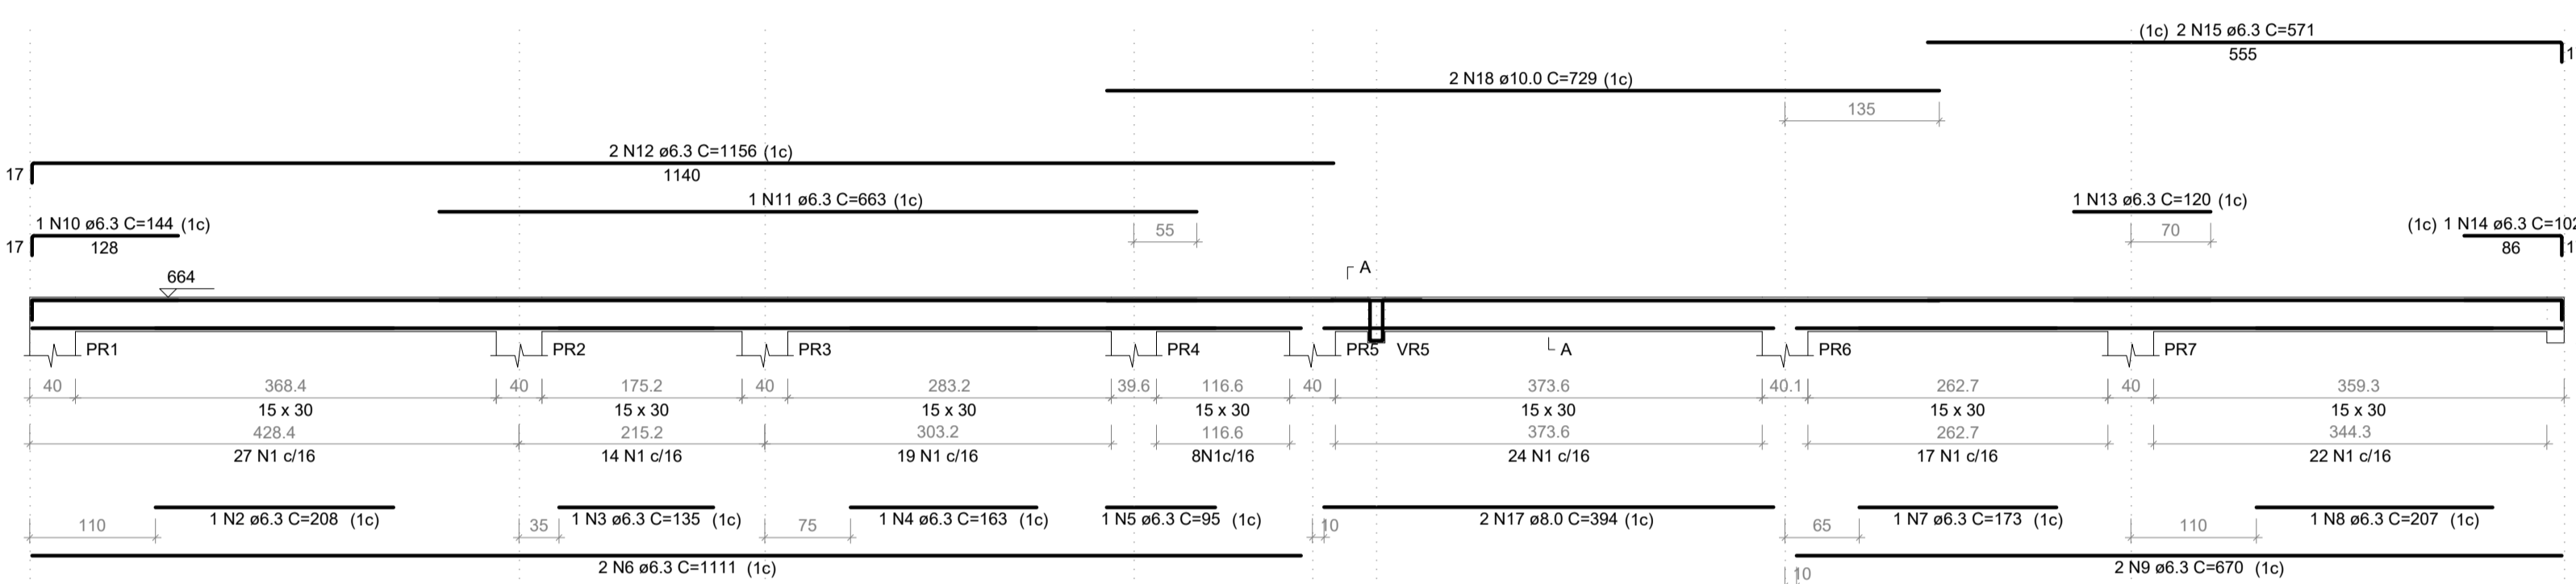 (1c) 2 N15 ø6.3 C=571
555
1
2 N18 ø10.0 C=729 (1c)
135
2 N12 ø6.3 C=1156 (1c)
17
1140
1 N11 ø6.3 C=663 (1c)
1 N13 ø6.3 C=120 (1c)
1 N10 ø6.3 C=144 (1c)
55
70
(1c) 1 N14 ø6.3 C=102
17
128
86
1
664
A
PR1
PR2
PR3
PR4
PR5
VR5
A
PR6
PR7
40 368.4 40 175.2 40 283.2 39.6 116.6 40 373.6 40.1 262.7 40 359.3
15 x 30 15 x 30 15 x 30 15 x 30 15 x 30 15 x 30 15 x 30
428.4 215.2 303.2 116.6 373.6 262.7 344.3
27 N1 c/16 14 N1 c/16 19 N1 c/16 8N1c/16 24 N1 c/16 17 N1 c/16 22 N1 c/16
110 1 N2 ø6.3 C=208 (1c) 35 1 N3 ø6.3 C=135 (1c) 75 1 N4 ø6.3 C=163 (1c) 1 N5 ø6.3 C=95 (1c) 10 2 N17 ø8.0 C=394 (1c) 65 1 N7 ø6.3 C=173 (1c) 110 1 N8 ø6.3 C=207 (1c)
2 N6 ø6.3 C=1111 (1c) 10 2 N9 ø6.3 C=670 (1c)